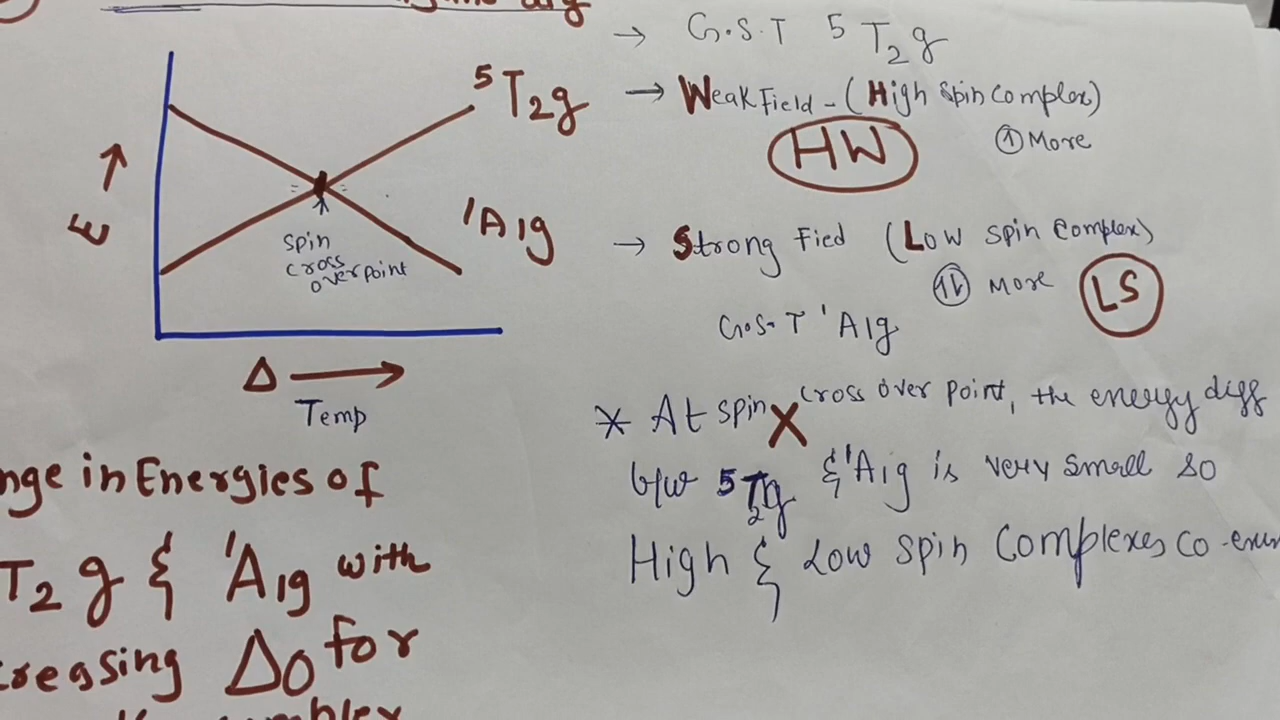 → G.S.T ⁵T₂g
⁵T₂g
→ Weak Field - (High Spin Complex)
↿ More
HW
E
¹A₁g
Spin
cross
over point
→ Strong Fied (Low Spin Complex)
↿⇂ More
LS
G.S.T ¹A₁g
Δ →
Temp
* At spin X cross over point, the energy diff
b/w ⁵T₂g & ¹A₁g is very small so
High & Low spin Complexes co-
nge in Energies of
T₂g & ¹A₁g with
creasing Δo for